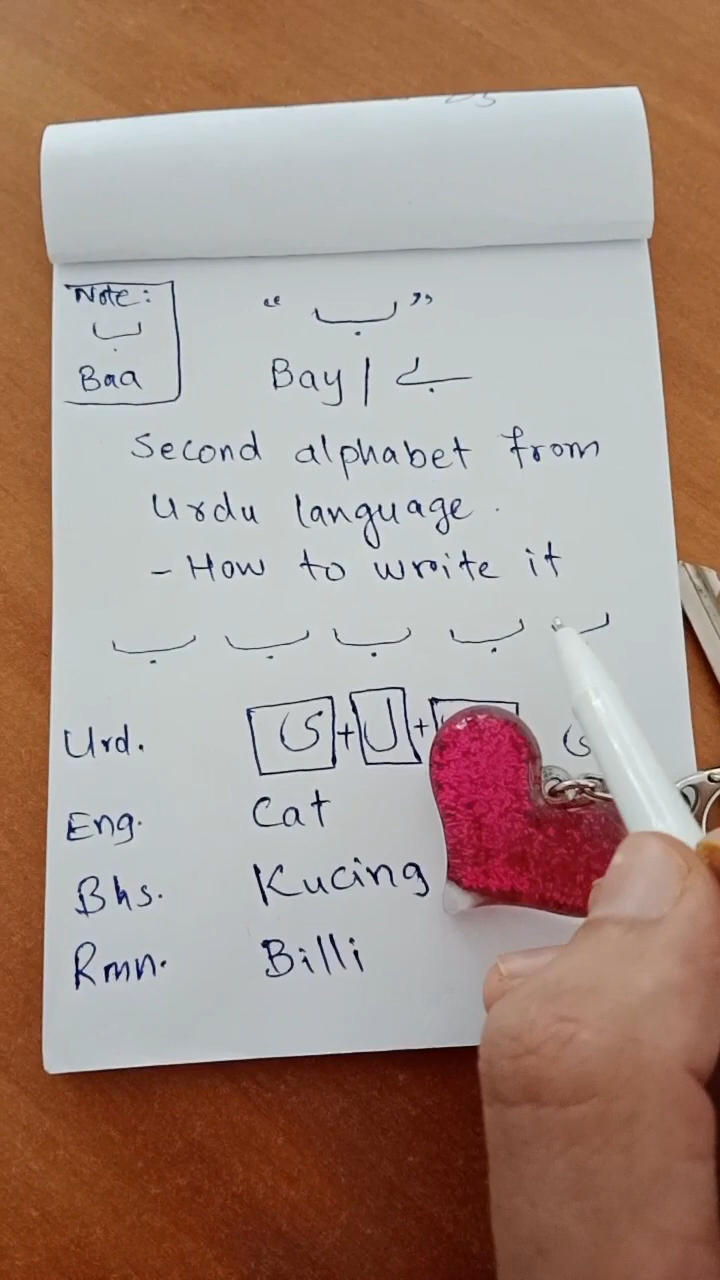 Note:
ب
Baa
"ب"
Bay | بے
Second alphabet from
Urdu language.
- How to write it
ب ب ب ب ب
Urd. ی + ل +
Eng. Cat
Bhs. Kucing
Rmn. Billi